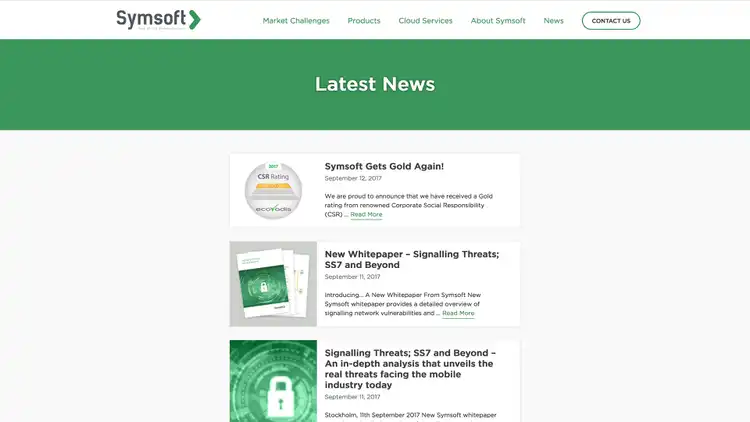 Symsoft
Market Challenges
Products
Cloud Services
About Symsoft
News
CONTACT US
Latest News
2017
CSR Rating
ecovadis
Symsoft Gets Gold Again!
September 12, 2017
We are proud to announce that we have received a Gold
rating from renowned Corporate Social Responsibility
(CSR) ... Read More
New Whitepaper – Signalling Threats;
SS7 and Beyond
September 11, 2017
Introducing... A New Whitepaper From Symsoft New
Symsoft whitepaper provides a detailed overview of
signalling network vulnerabilities and ... Read More
Signalling Threats; SS7 and Beyond –
An in-depth analysis that unveils the
real threats facing the mobile
industry today
September 11, 2017
Stockholm, 11th September 2017 New Symsoft whitepaper